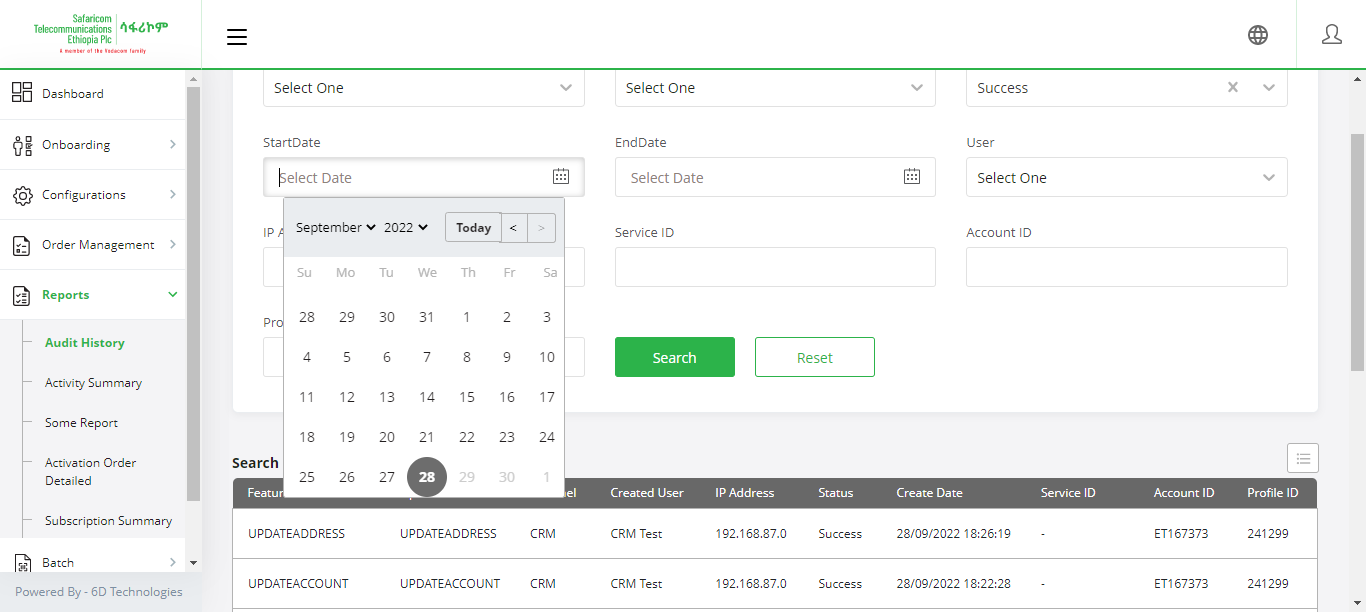 Safaricom
Telecommunications
Ethiopia Plc
ሳፋሪኮም
A member of the Vodacom family
Dashboard
Onboarding
Configurations
Order Management
Reports
Audit History
Activity Summary
Some Report
Activation Order
Detailed
Subscription Summary
Batch
Powered By - 6D Technologies
Select One
Select One
Success
StartDate
EndDate
User
Select Date
Select Date
Select One
IP A
Service ID
Account ID
September 2022 Today < >
Su Mo Tu We Th Fr Sa
28 29 30 31 1 2 3
4 5 6 7 8 9 10
11 12 13 14 15 16 17
18 19 20 21 22 23 24
25 26 27 28 29 30 1
Pro
Search
Reset
Search
Featur nel Created User IP Address Status Create Date Service ID Account ID Profile ID
UPDATEADDRESS UPDATEADDRESS CRM CRM Test 192.168.87.0 Success 28/09/2022 18:26:19 - ET167373 241299
UPDATEACCOUNT UPDATEACCOUNT CRM CRM Test 192.168.87.0 Success 28/09/2022 18:22:28 - ET167373 241299